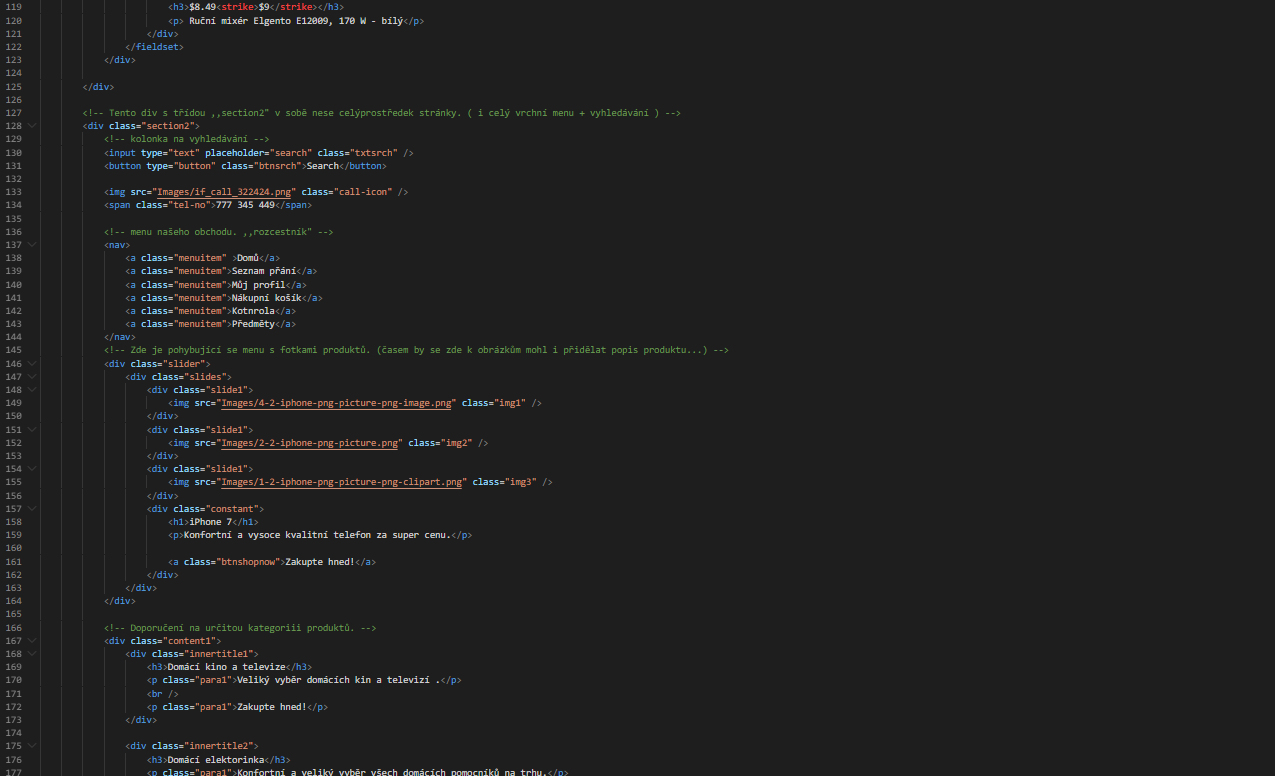 119 <h3>$8.49<strike>$9</strike></h3>
120 <p> Ruční mixér Elgento E12009, 170 W - bílý</p>
121 </div>
122 </fieldset>
123 </div>
124
125 </div>
126
127 <!-- Tento div s třídou ,,section2" v sobě nese celýprostředek stránky. ( i celý vrchní menu + vyhledávání ) -->
128 <div class="section2">
129 <!-- kolonka na vyhledávání -->
130 <input type="text" placeholder="search" class="txtsrch" />
131 <button type="button" class="btnsrch">Search</button>
132
133 <img src="Images/if_call_322424.png" class="call-icon" />
134 <span class="tel-no">777 345 449</span>
135
136 <!-- menu našeho obchodu. ,,rozcestník" -->
137 <nav>
138 <a class="menuitem" >Domů</a>
139 <a class="menuitem">Seznam přání</a>
140 <a class="menuitem">Můj profil</a>
141 <a class="menuitem">Nákupní košík</a>
142 <a class="menuitem">Kotnrola</a>
143 <a class="menuitem">Předměty</a>
144 </nav>
145 <!-- Zde je pohybující se menu s fotkami produktů. (časem by se zde k obrázkům mohl i přidělat popis produktu...) -->
146 <div class="slider">
147 <div class="slides">
148 <div class="slide1">
149 <img src="Images/4-2-iphone-png-picture-png-image.png" class="img1" />
150 </div>
151 <div class="slide1">
152 <img src="Images/2-2-iphone-png-picture.png" class="img2" />
153 </div>
154 <div class="slide1">
155 <img src="Images/1-2-iphone-png-picture-png-clipart.png" class="img3" />
156 </div>
157 <div class="constant">
158 <h1>iPhone 7</h1>
159 <p>Konfortní a vysoce kvalitní telefon za super cenu.</p>
160
161 <a class="btnshopnow">Zakupte hned!</a>
162 </div>
163 </div>
164 </div>
165
166 <!-- Doporučení na určitou kategoriii produktů. -->
167 <div class="content1">
168 <div class="innertitle1">
169 <h3>Domácí kino a televize</h3>
170 <p class="para1">Veliký vyběr domácích kin a televizí .</p>
171 <br />
172 <p class="para1">Zakupte hned!</p>
173 </div>
174
175 <div class="innertitle2">
176 <h3>Domácí elektorinka</h3>
177 <p class="para1">Konfortní a veliký vyběr všech domácích pomocníků na trhu.</p>